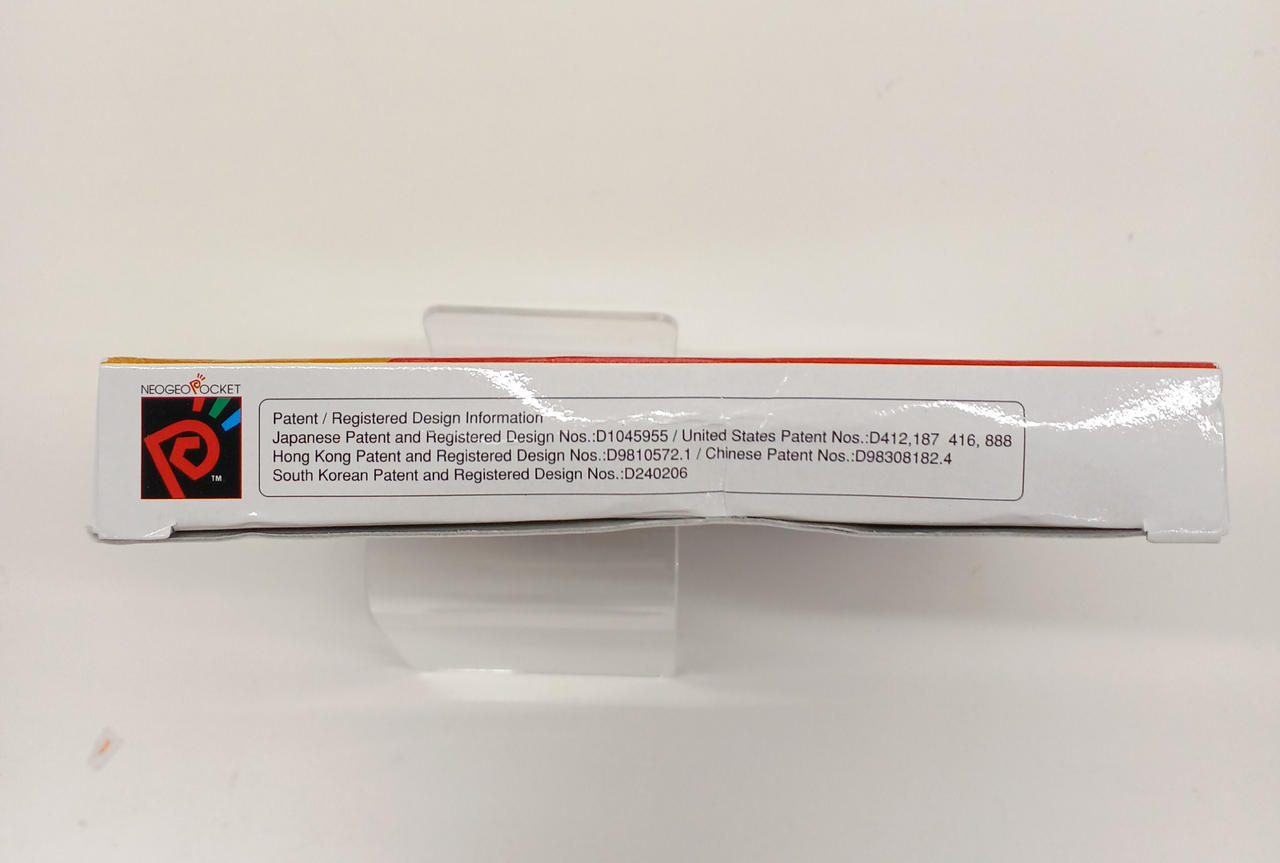 NEOGEOPOCKET
TM
Patent / Registered Design Information
Japanese Patent and Registered Design Nos.:D1045955 / United States Patent Nos.:D412,187 416, 888
Hong Kong Patent and Registered Design Nos.:D9810572.1 / Chinese Patent Nos.:D98308182.4
South Korean Patent and Registered Design Nos.:D240206